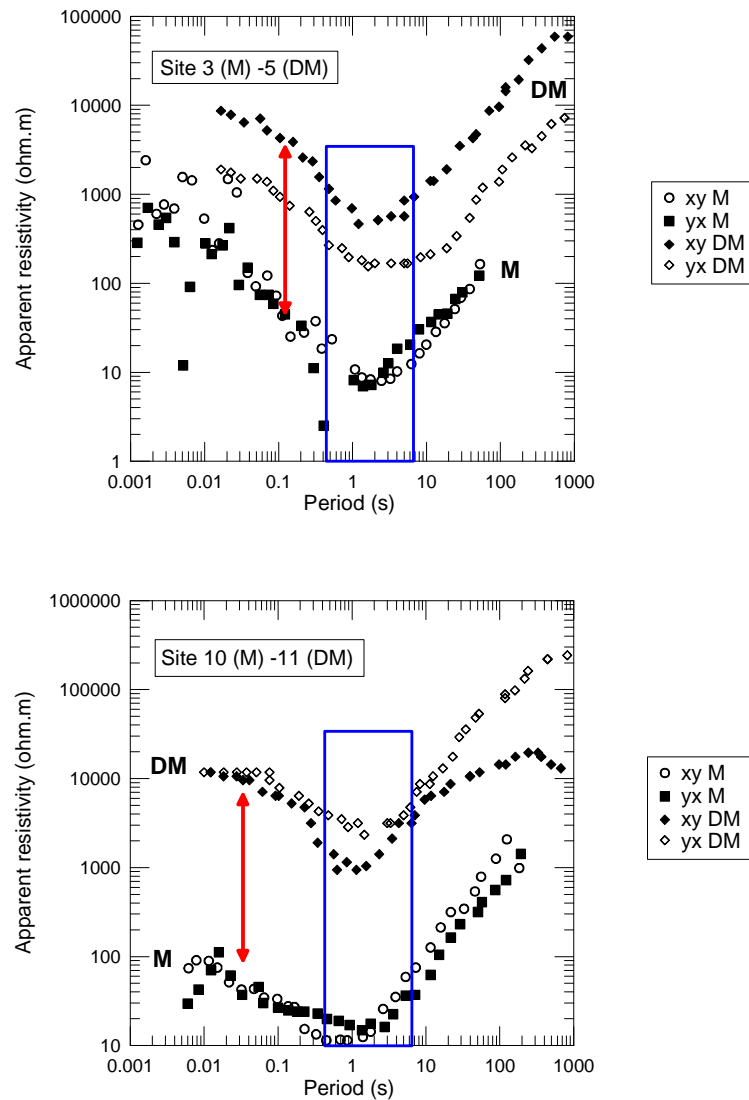 100000
Site 3 (M) -5 (DM)
10000
DM
1000
100
M
10
1
0.001 0.01 0.1 1 10 100 1000
Period (s)
Apparent resistivity (ohm.m)
xy M
yx M
xy DM
yx DM
1000000
Site 10 (M) -11 (DM)
100000
DM
10000
1000
M
100
10
0.001 0.01 0.1 1 10 100 1000
Period (s)
Apparent resistivity (ohm.m)
xy M
yx M
xy DM
yx DM